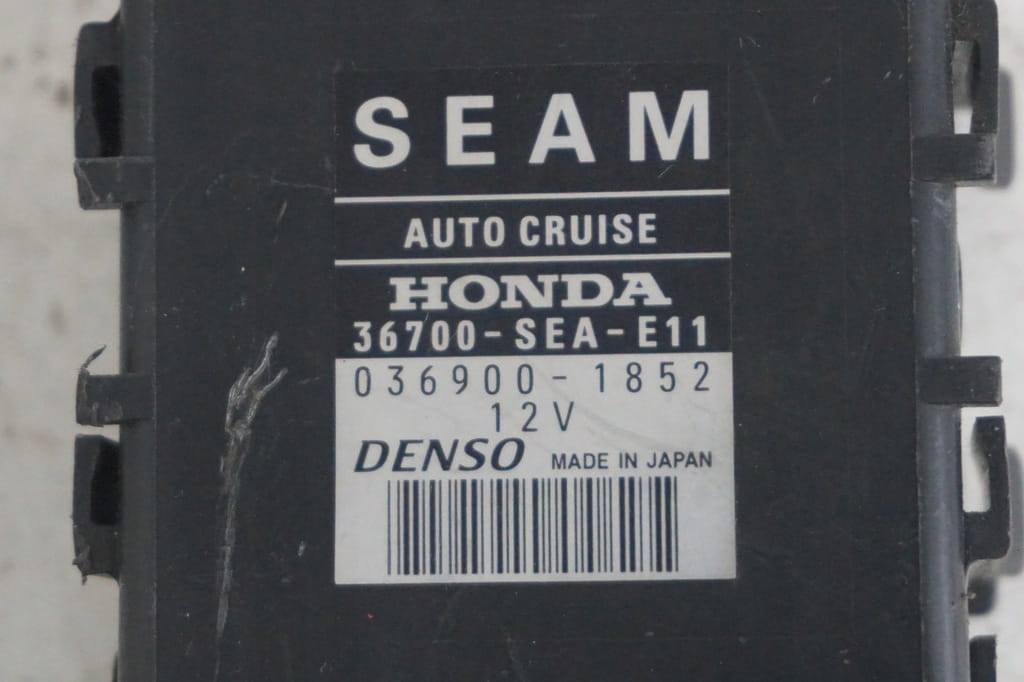 SEAM
AUTO CRUISE
HONDA
36700-SEA-E11
036900-1852
12V
DENSO MADE IN JAPAN